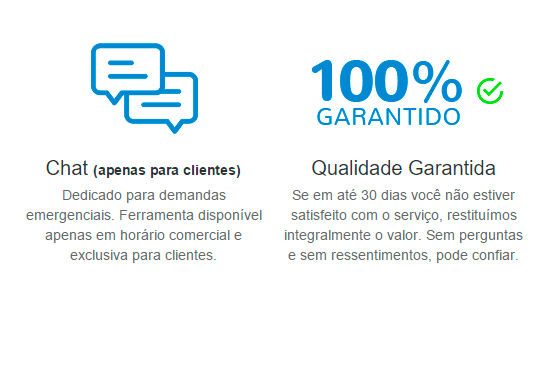 Chat (apenas para clientes)
Dedicado para demandas
emergenciais. Ferramenta disponível
apenas em horário comercial e
exclusiva para clientes.
100%
GARANTIDO
Qualidade Garantida
Se em até 30 dias você não estiver
satisfeito com o serviço, restituímos
integralmente o valor. Sem perguntas
e sem ressentimentos, pode confiar.